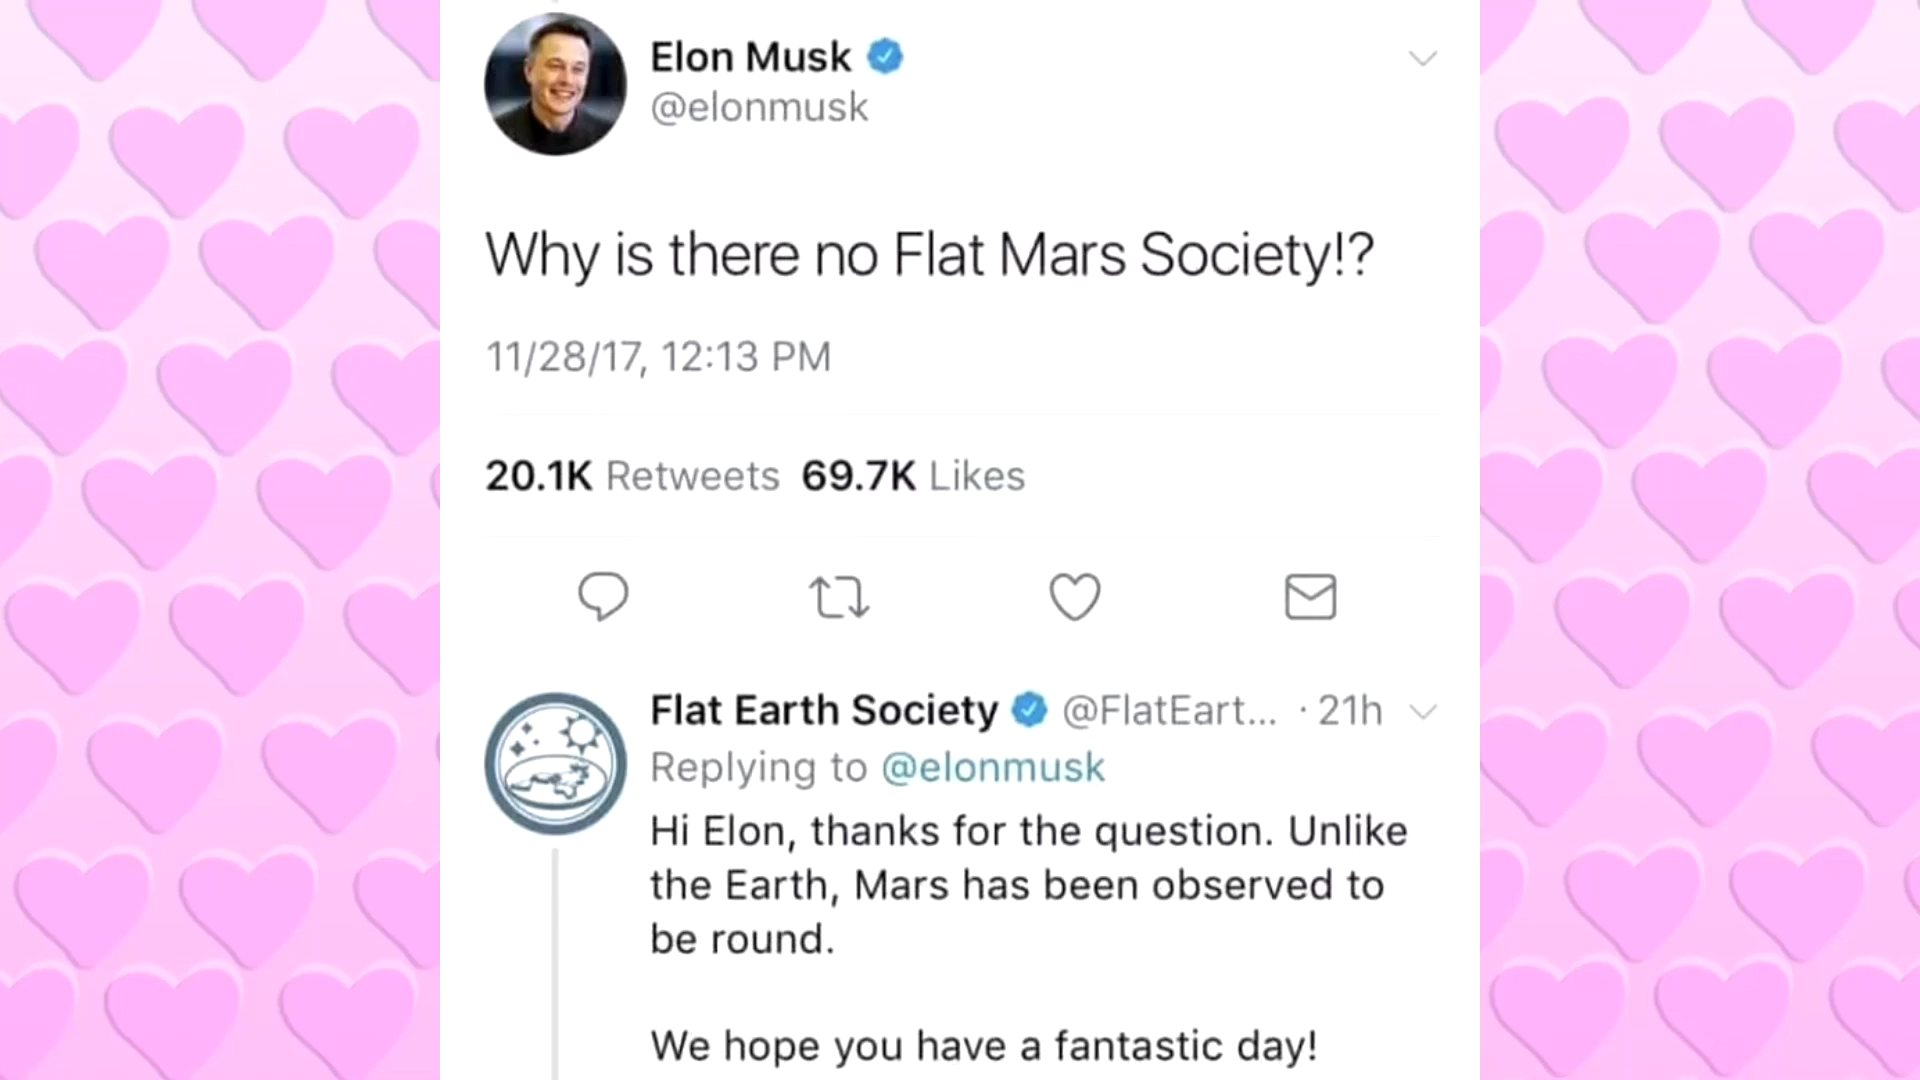 Elon Musk
@elonmusk
Why is there no Flat Mars Society!?
11/28/17, 12:13 PM
20.1K Retweets 69.7K Likes
Flat Earth Society @FlatEart... · 21h
Replying to @elonmusk
Hi Elon, thanks for the question. Unlike
the Earth, Mars has been observed to
be round.
We hope you have a fantastic day!